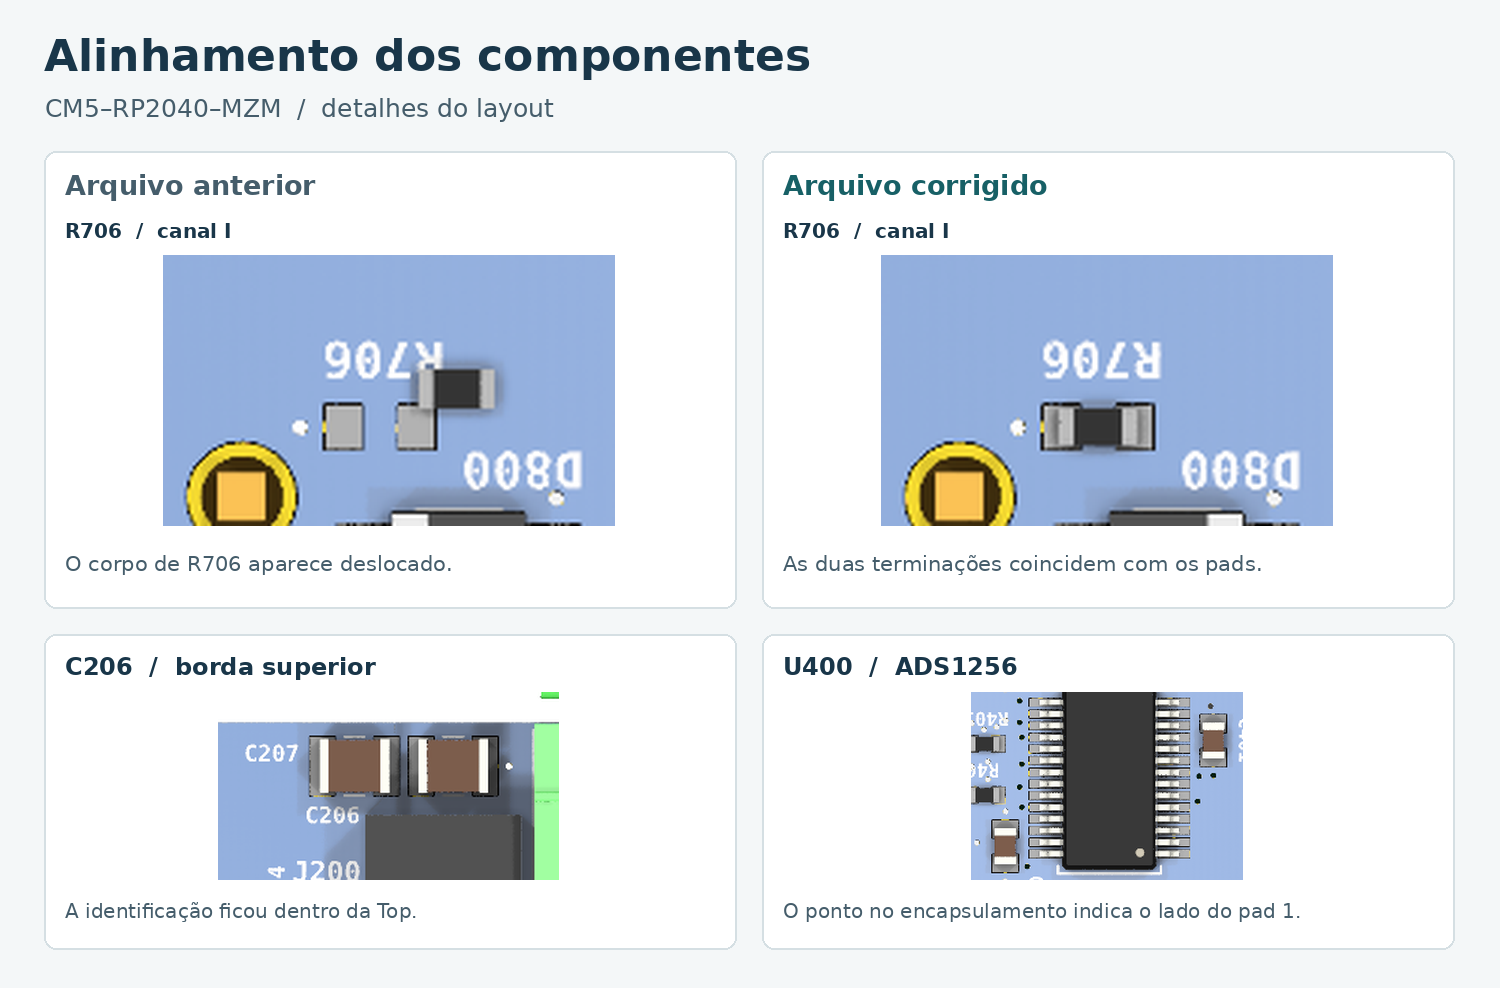 Alinhamento dos componentes
CM5–RP2040–MZM / detalhes do layout
Arquivo anterior
R706 / canal I
R706
D800
O corpo de R706 aparece deslocado.
Arquivo corrigido
R706 / canal I
R706
D800
As duas terminações coincidem com os pads.
C206 / borda superior
C207
C206
4 J200
A identificação ficou dentro da Top.
U400 / ADS1256
O ponto no encapsulamento indica o lado do pad 1.